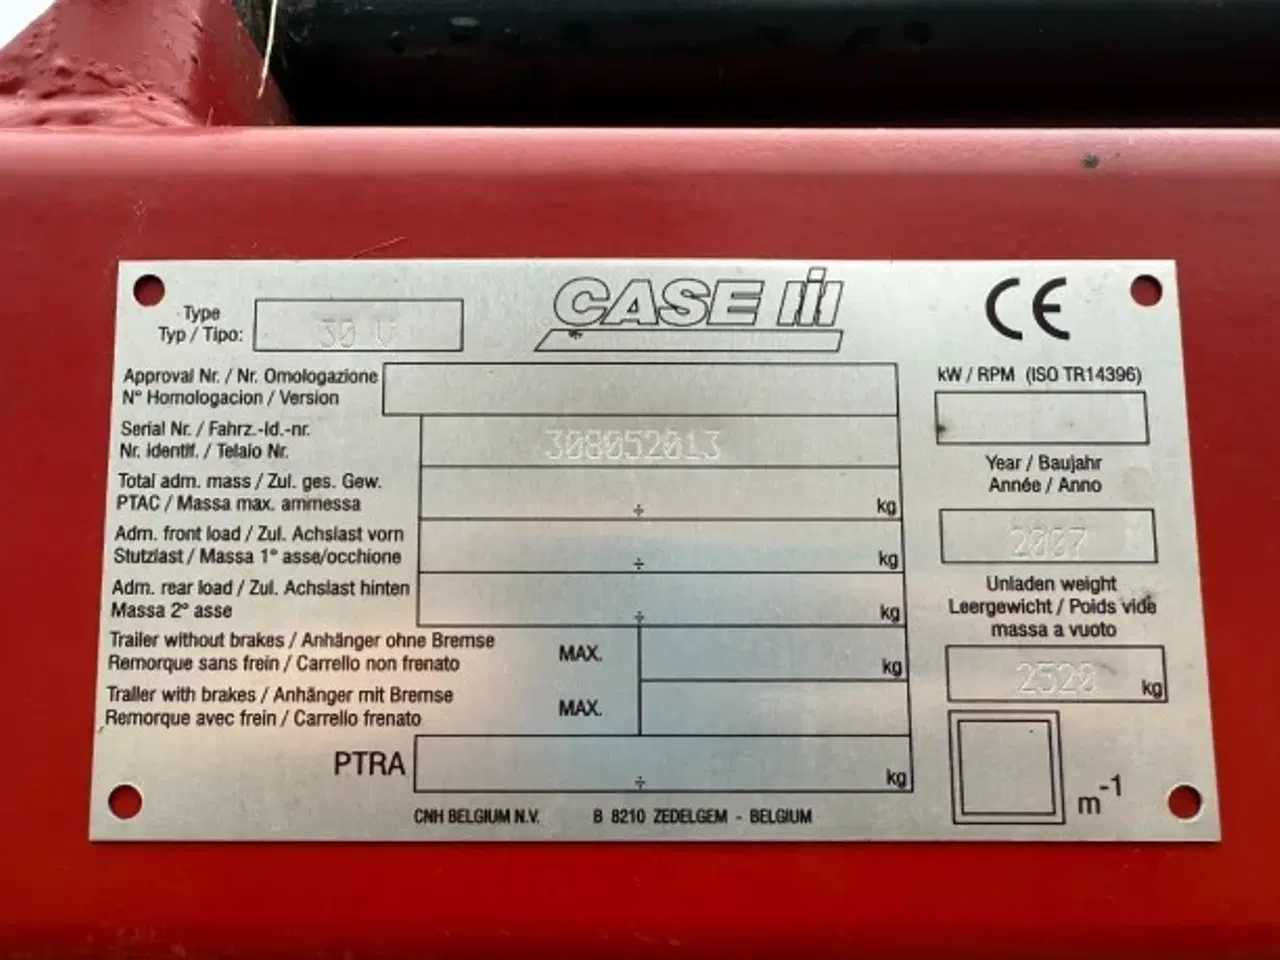 Type
Typ / Tipo: 30 V
CASE III
CE
Approval Nr. / Nr. Omologazione
N° Homologacion / Version
kW / RPM (ISO TR14396)
Serial Nr. / Fahrz.-Id.-nr.
Nr. identif. / Telaio Nr.
308052013
Year / Baujahr
Année / Anno
2007
Total adm. mass / Zul. ges. Gew.
PTAC / Massa max. ammessa
÷ kg
Adm. front load / Zul. Achslast vorn
Stutzlast / Massa 1° asse/occhione
÷ kg
Unladen weight
Leergewicht / Poids vide
massa a vuoto
2520 kg
Adm. rear load / Zul. Achslast hinten
Massa 2° asse
÷ kg
Trailer without brakes / Anhänger ohne Bremse
Remorque sans frein / Carrello non frenato
MAX. kg
Traller with brakes / Anhänger mit Bremse
Remorque avec frein / Carrello frenato
MAX.
PTRA ÷ kg
m-1
CNH BELGIUM N.V. B 8210 ZEDELGEM - BELGIUM